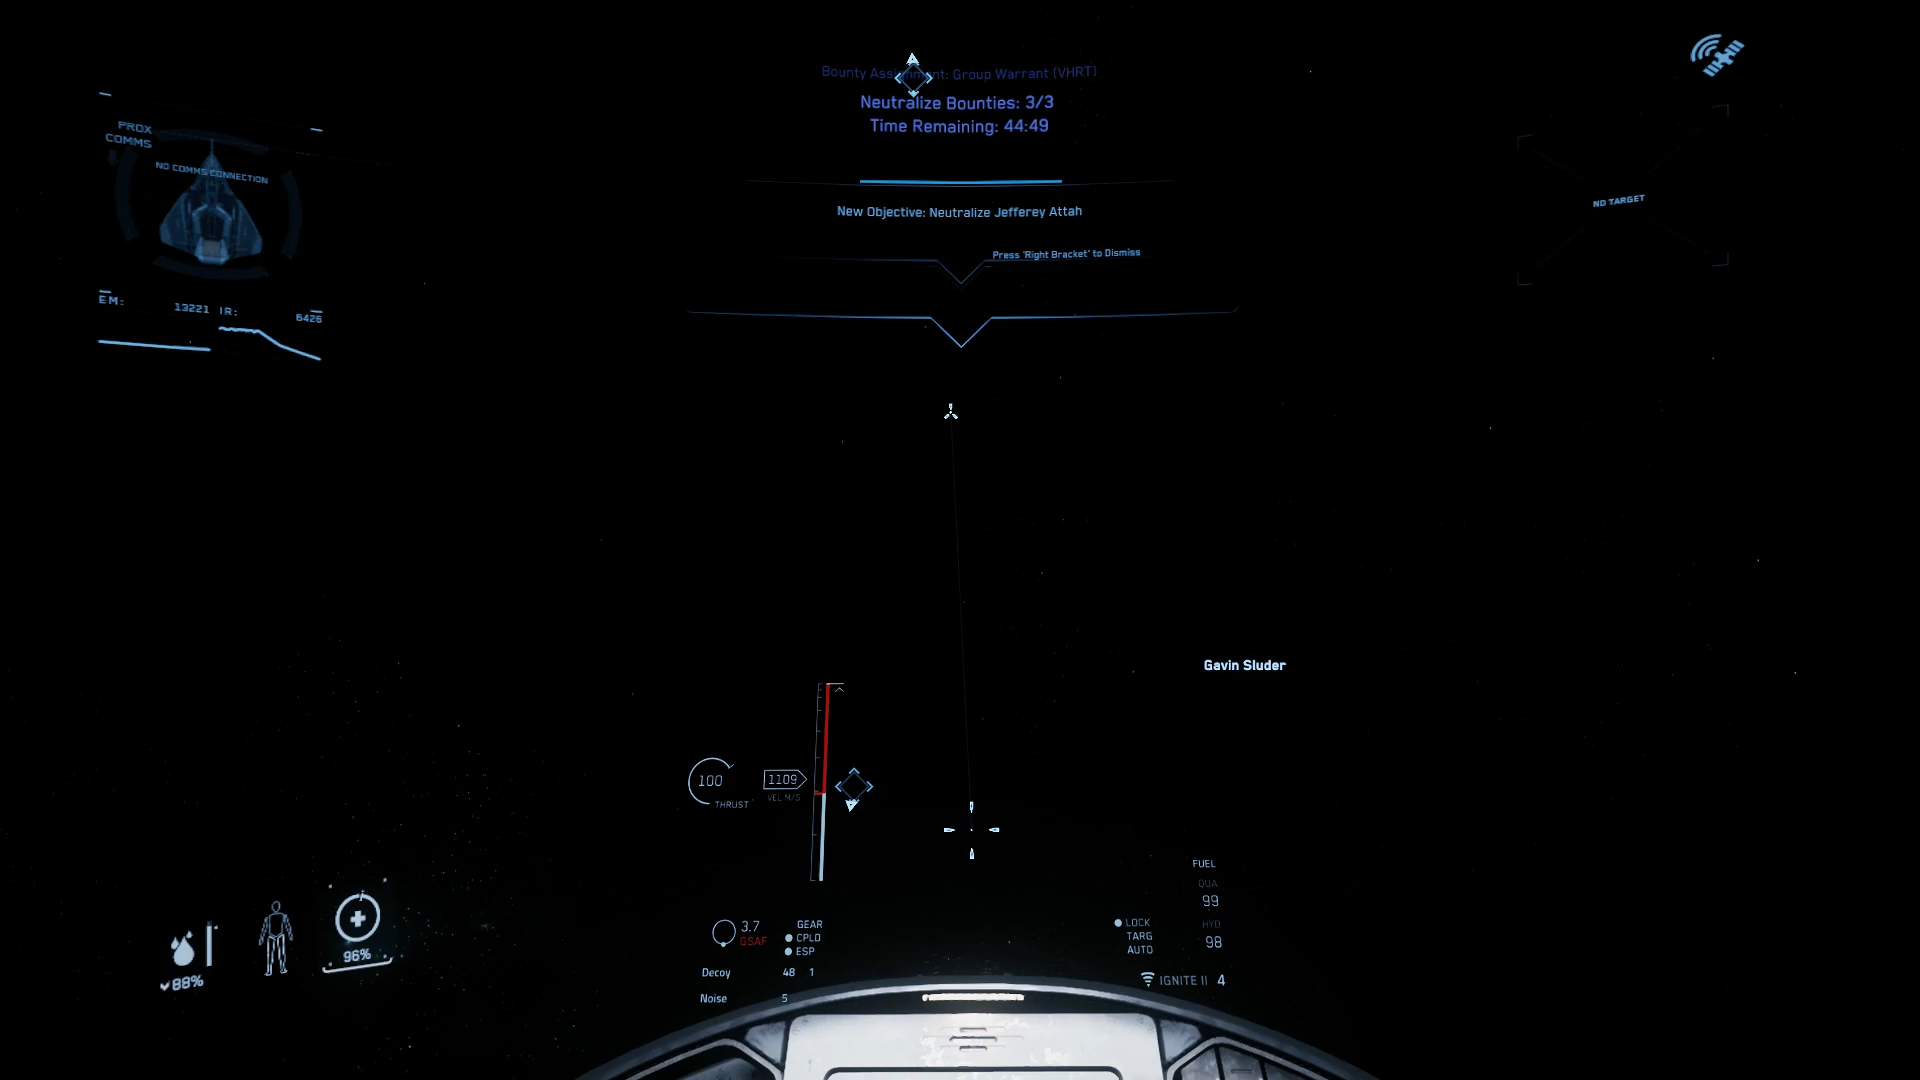 Bounty Assignment: Group Warrant (VHRT)
Neutralize Bounties: 3/3
Time Remaining: 44:49
New Objective: Neutralize Jefferey Attah
Press 'Right Bracket' to Dismiss
PROX
COMMS
NO COMMS CONNECTION
EM: 13221 IR: 6426
NO TARGET
Gavin Sluder
100
THRUST
1109
VEL M/S
3.7
GSAF
GEAR
CPLD
ESP
Decoy 48 1
Noise 5
FUEL
QUA
99
HYD
98
LOCK
TARG
AUTO
IGNITE II 4
88%
96%